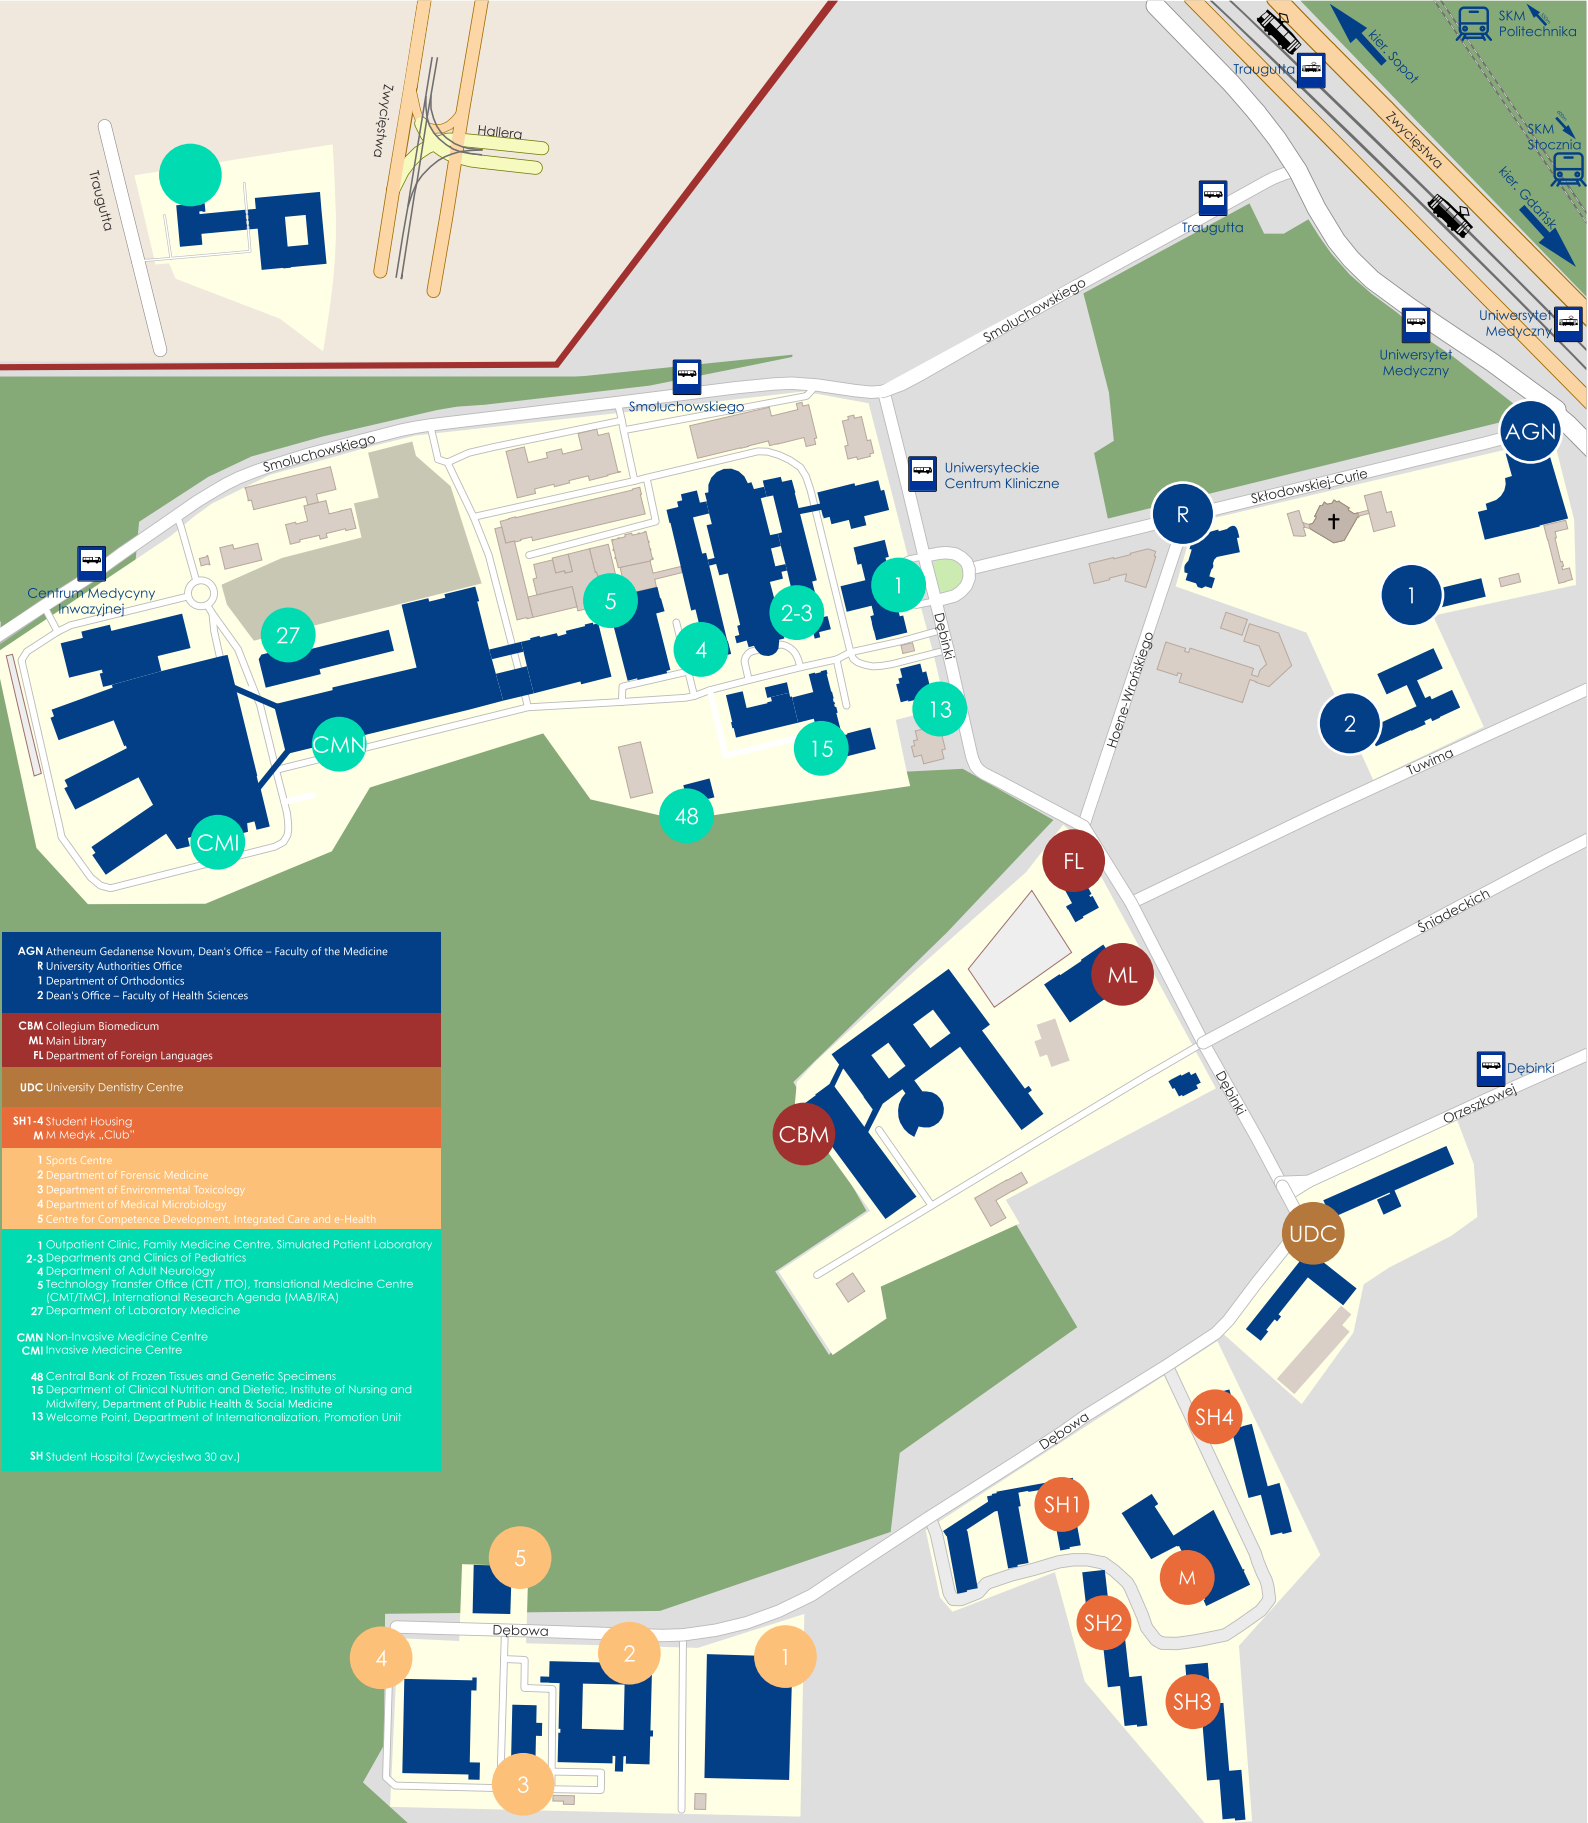 SKM
Politechnika
kier. Sopot
Traugutta
Zwycięstwa
SKM
Stocznia
kier. Gdańsk
Zwycięstwa
Hallera
Traugutta
Traugutta
Smoluchowskiego
Uniwersytet
Medyczny
Uniwersytet
Medyczny
Smoluchowskiego
Smoluchowskiego
AGN
Uniwersyteckie
Centrum Kliniczne
Skłodowskiej-Curie
R
Centrum Medycyny
Inwazyjnej
1
5
1
2-3
27
4
Dębinki
Hoene-Wrońskiego
13
2
CMN
15
Tuwima
48
CMI
FL
Śniadeckich
ML
Dębinki
Dębinki
Orzeszkowej
CBM
UDC
AGN Atheneum Gedanense Novum, Dean's Office – Faculty of the Medicine
R University Authorities Office
1 Department of Orthodontics
2 Dean's Office – Faculty of Health Sciences
CBM Collegium Biomedicum
ML Main Library
FL Department of Foreign Languages
UDC University Dentistry Centre
SH1-4 Student Housing
M M Medyk „Club"
1 Sports Centre
2 Department of Forensic Medicine
3 Department of Environmental Toxicology
4 Department of Medical Microbiology
5 Centre for Competence Development, Integrated Care and e-Health
1 Outpatient Clinic, Family Medicine Centre, Simulated Patient Laboratory
2-3 Departments and Clinics of Pediatrics
4 Department of Adult Neurology
5 Technology Transfer Office (CTT / TTO), Translational Medicine Centre
(CMT/TMC), International Research Agenda (MAB/IRA)
27 Department of Laboratory Medicine
CMN Non-Invasive Medicine Centre
CMI Invasive Medicine Centre
48 Central Bank of Frozen Tissues and Genetic Specimens
15 Department of Clinical Nutrition and Dietetic, Institute of Nursing and
Midwifery, Department of Public Health & Social Medicine
13 Welcome Point, Department of Internationalization, Promotion Unit
SH Student Hospital (Zwycięstwa 30 av.)
SH4
Dębowa
SH1
5
M
SH2
Dębowa
4
2
1
SH3
3